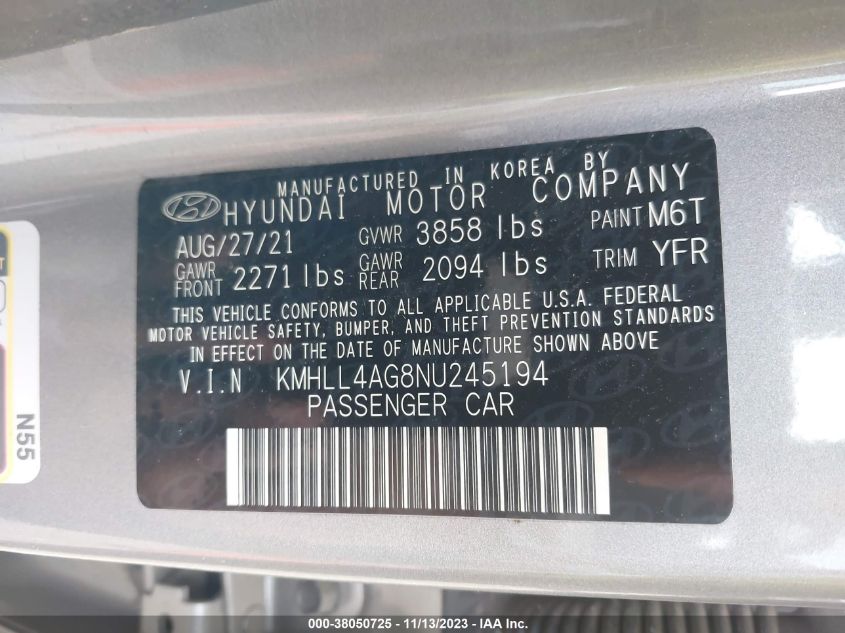 MANUFACTURED IN KOREA BY
HYUNDAI MOTOR COMPANY
AUG/27/21 GVWR 3858 lbs PAINT M6T
GAWR FRONT 2271 lbs GAWR REAR 2094 lbs TRIM YFR
THIS VEHICLE CONFORMS TO ALL APPLICABLE U.S.A. FEDERAL
MOTOR VEHICLE SAFETY, BUMPER, AND THEFT PREVENTION STANDARDS
IN EFFECT ON THE DATE OF MANUFACTURE SHOWN ABOVE
V.I.N KMHLL4AG8NU245194
PASSENGER CAR
N55
000-38050725 - 11/13/2023 - IAA Inc.